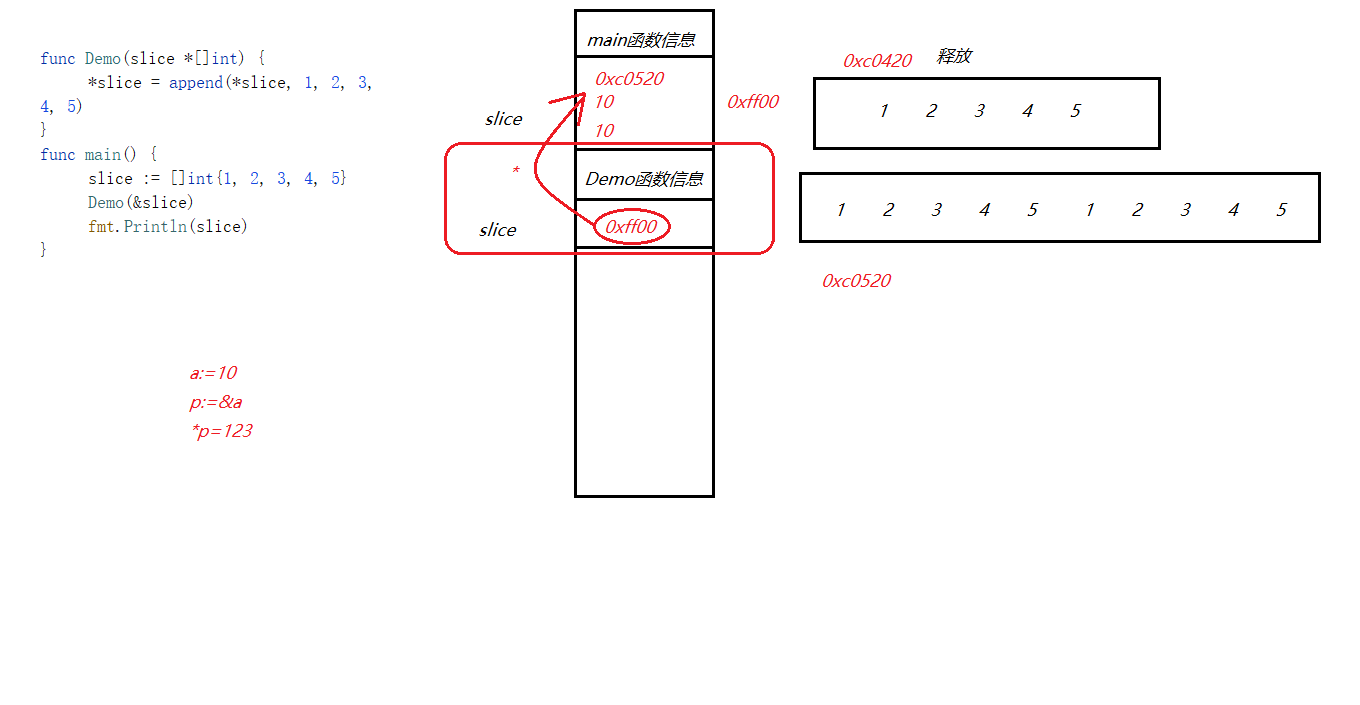 func Demo(slice *[]int) {
*slice = append(*slice, 1, 2, 3,
4, 5)
}
func main() {
slice := []int{1, 2, 3, 4, 5}
Demo(&slice)
fmt.Println(slice)
}
a:=10
p:=&a
*p=123
main函数信息
0xc0520
10
10
slice
0xff00
*
Demo函数信息
slice
0xff00
0xc0420 释放
1 2 3 4 5
1 2 3 4 5 1 2 3 4 5
0xc0520